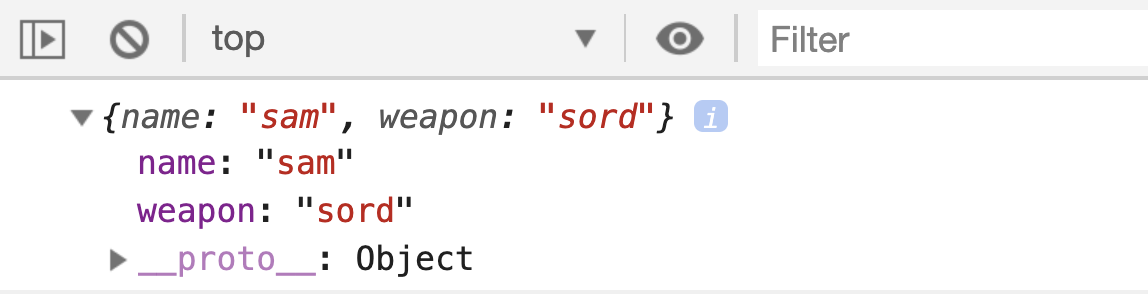 top Filter
{name: "sam", weapon: "sord"} i
name: "sam"
weapon: "sord"
__proto__: Object